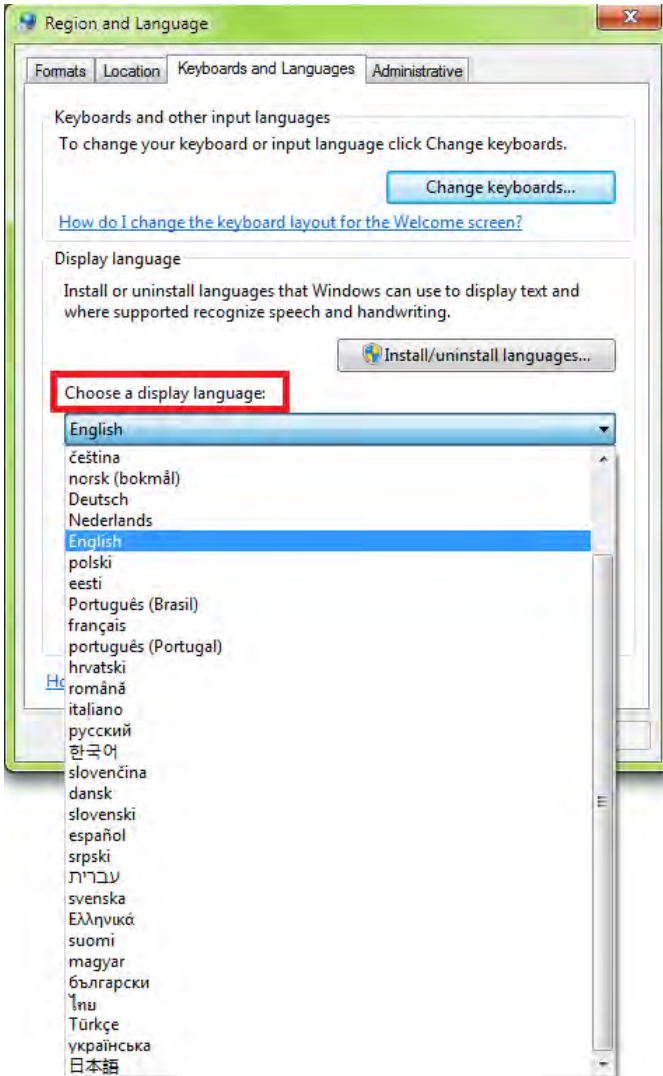 Region and Language
Formats Location Keyboards and Languages Administrative
Keyboards and other input languages
To change your keyboard or input language click Change keyboards.
Change keyboards...
How do I change the keyboard layout for the Welcome screen?
Display language
Install or uninstall languages that Windows can use to display text and
where supported recognize speech and handwriting.
Install/uninstall languages...
Choose a display language:
English
čeština
norsk (bokmål)
Deutsch
Nederlands
English
polski
eesti
Português (Brasil)
français
português (Portugal)
hrvatski
română
italiano
русский
한국어
slovenčina
dansk
slovenski
español
srpski
עברית
svenska
Ελληνικά
suomi
magyar
български
ไทย
Türkçe
українська
日本語